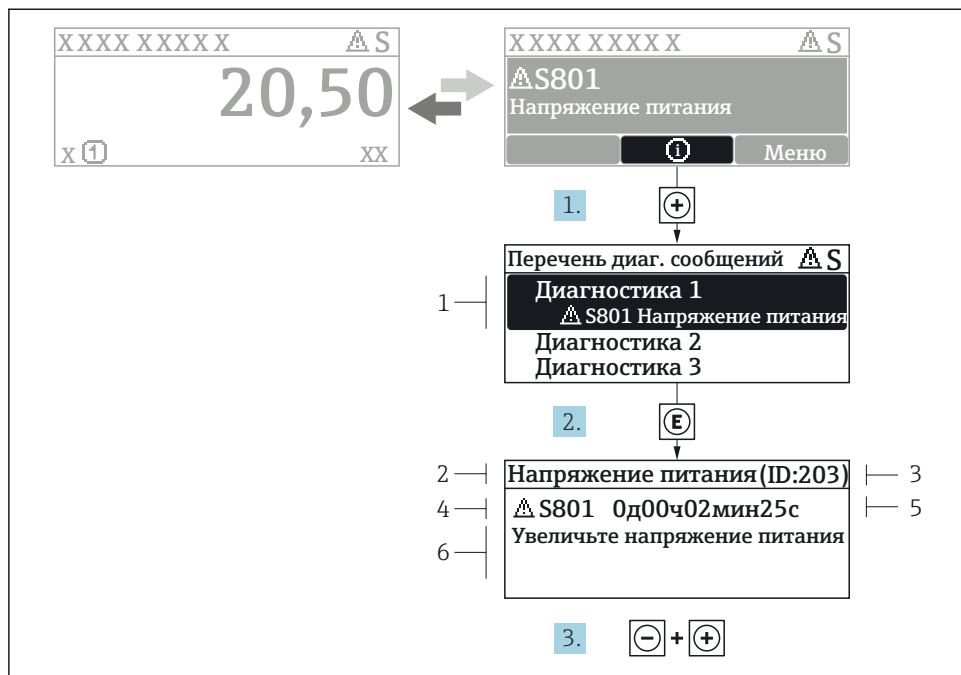 XXXX XXXXX ⚠ S
20,50
x ① XX
XXXX XXXXX ⚠ S
⚠S801
Напряжение питания
ⓘ Меню
1. ⊕
Перечень диаг. сообщений ⚠ S
1 Диагностика 1
⚠ S801 Напряжение питания
Диагностика 2
Диагностика 3
2. Ⓔ
2 Напряжение питания (ID:203) 3
4 ⚠ S801 0д00ч02мин25с 5
6 Увеличьте напряжение питания
3. ⊖ + ⊕